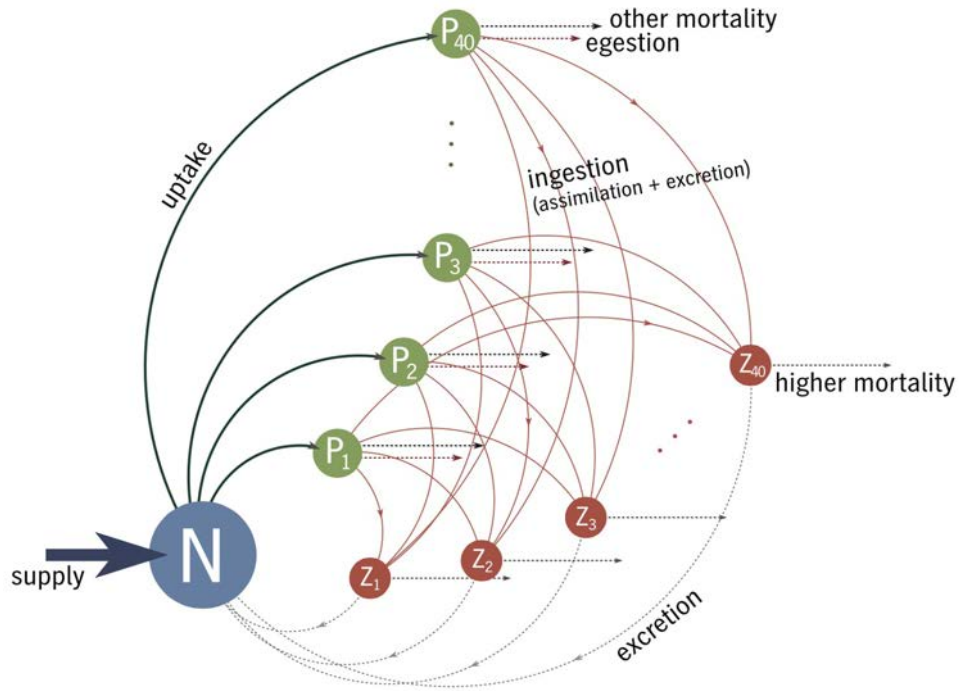 P40
other mortality
egestion
uptake
ingestion
(assimilation + excretion)
P3
P2
Z40
higher mortality
P1
N
Z3
supply
Z1
Z2
excretion